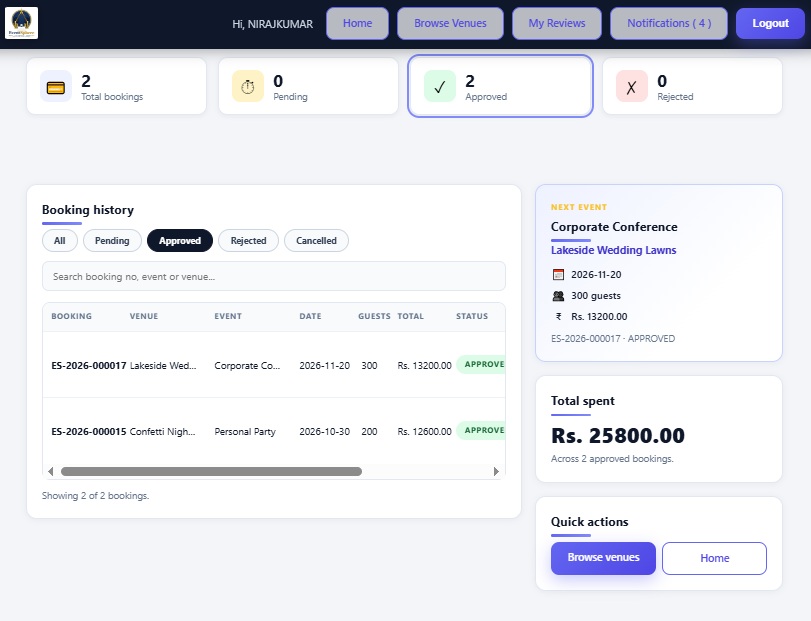 Hi, NIRAJKUMAR
Home
Browse Venues
My Reviews
Notifications ( 4 )
Logout
2
Total bookings
0
Pending
2
Approved
0
Rejected
Booking history
All
Pending
Approved
Rejected
Cancelled
Search booking no, event or venue...
BOOKING VENUE EVENT DATE GUESTS TOTAL STATUS
ES-2026-000017 Lakeside Wed... Corporate Co... 2026-11-20 300 Rs. 13200.00 APPROVE
ES-2026-000015 Confetti Nigh... Personal Party 2026-10-30 200 Rs. 12600.00 APPROVE
Showing 2 of 2 bookings.
NEXT EVENT
Corporate Conference
Lakeside Wedding Lawns
2026-11-20
300 guests
₹ Rs. 13200.00
ES-2026-000017 · APPROVED
Total spent
Rs. 25800.00
Across 2 approved bookings.
Quick actions
Browse venues
Home